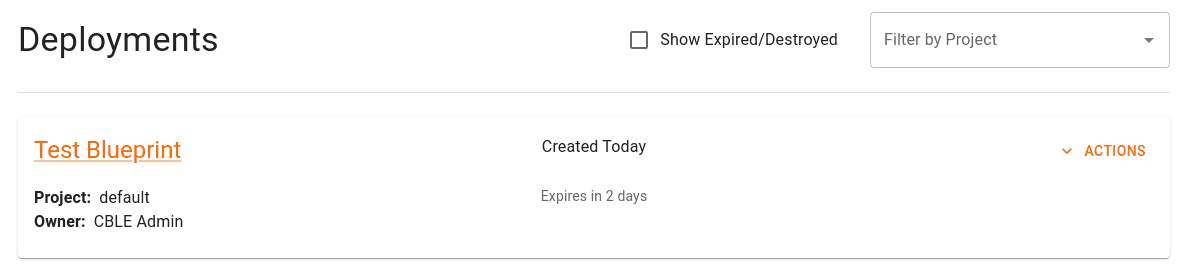 Deployments
Show Expired/Destroyed
Filter by Project
Test Blueprint
Created Today
ACTIONS
Expires in 2 days
Project: default
Owner: CBLE Admin